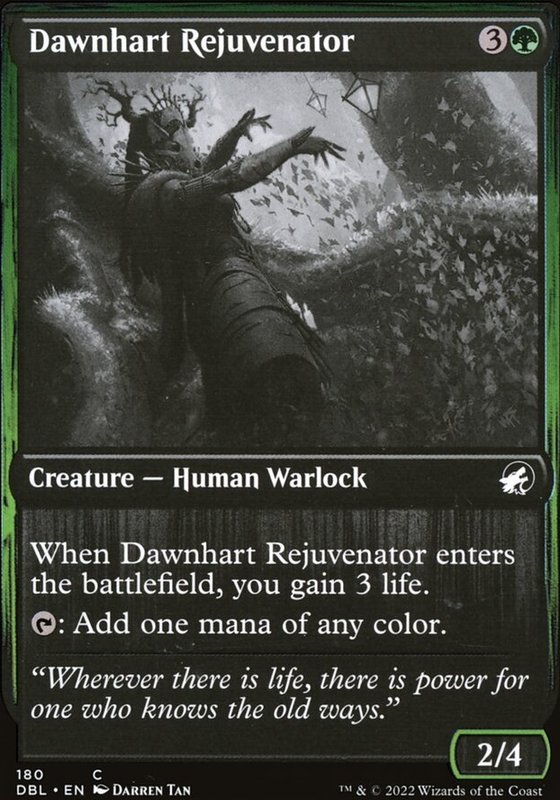 Dawnhart Rejuvenator 3
Creature — Human Warlock
When Dawnhart Rejuvenator enters
the battlefield, you gain 3 life.
: Add one mana of any color.
“Wherever there is life, there is power for
one who knows the old ways.”
2/4
180 C
DBL • EN Darren Tan
™ & © 2022 Wizards of the Coast